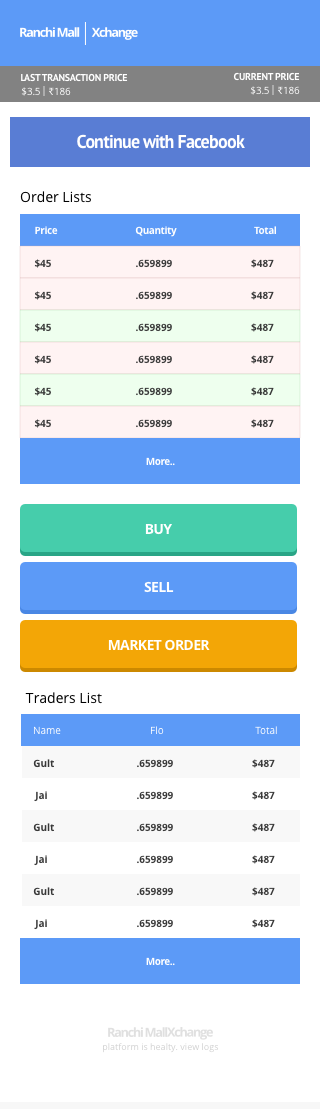 Ranchi Mall | Xchange
LAST TRANSACTION PRICE CURRENT PRICE
$3.5 | ₹186 $3.5 | ₹186
Continue with Facebook
Order Lists
Price Quantity Total
$45 .659899 $487
$45 .659899 $487
$45 .659899 $487
$45 .659899 $487
$45 .659899 $487
$45 .659899 $487
More..
BUY
SELL
MARKET ORDER
Traders List
Name Flo Total
Gult .659899 $487
Jai .659899 $487
Gult .659899 $487
Jai .659899 $487
Gult .659899 $487
Jai .659899 $487
More..
Ranchi MallXchange
platform is healty. view logs